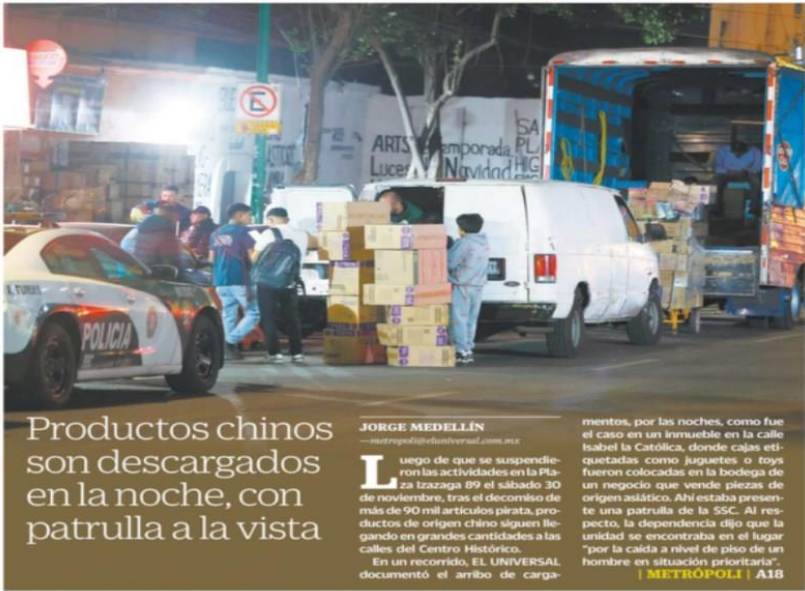 E
ARTS
Temporada
Luces
Navidad
SA
PL
HIG
POLICIA
Productos chinos
son descargados
en la noche, con
patrulla a la vista
JORGE MEDELLÍN
—metropoli@eluniversal.com.mx
Luego de que se suspendie-
ron las actividades en la Pla-
za Izazaga 89 el sábado 30
de noviembre, tras el decomiso de
más de 90 mil artículos pirata, pro-
ductos de origen chino siguen lle-
gando en grandes cantidades a las
calles del Centro Histórico.
En un recorrido, EL UNIVERSAL
documentó el arribo de carga-
mentos, por las noches, como fue
el caso en un inmueble en la calle
Isabel la Católica, donde cajas eti-
quetadas como juguetes o toys
fueron colocadas en la bodega de
un negocio que vende piezas de
origen asiático. Ahí estaba presen-
te una patrulla de la SSC. Al res-
pecto, la dependencia dijo que la
unidad se encontraba en el lugar
"por la caída a nivel de piso de un
hombre en situación prioritaria".
| METRÓPOLI | A18